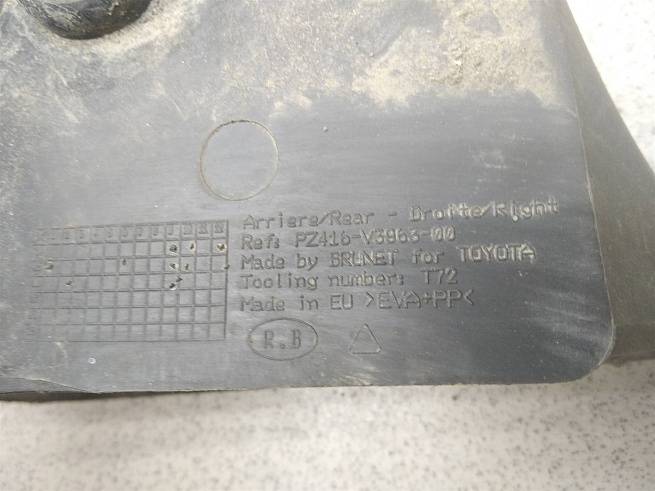 Arriere/Rear - Droite/Right
Ref: PZ416-V3963-00
Made by BRUNET for TOYOTA
Tooling number: T72
Made in EU >EVA+PP<
R.B